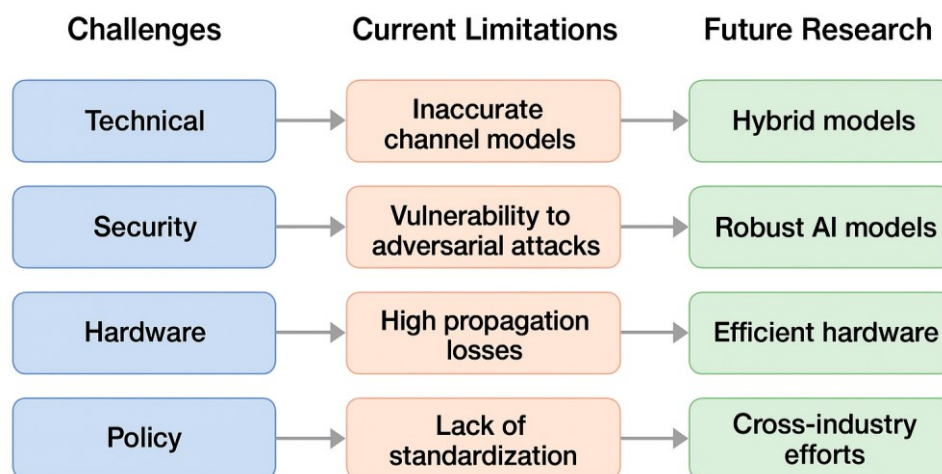 Challenges
Current Limitations
Future Research
Technical
Inaccurate
channel models
Hybrid models
Security
Vulnerability to
adversarial attacks
Robust AI models
Hardware
High propagation
losses
Efficient hardware
Policy
Lack of
standardization
Cross-industry
efforts